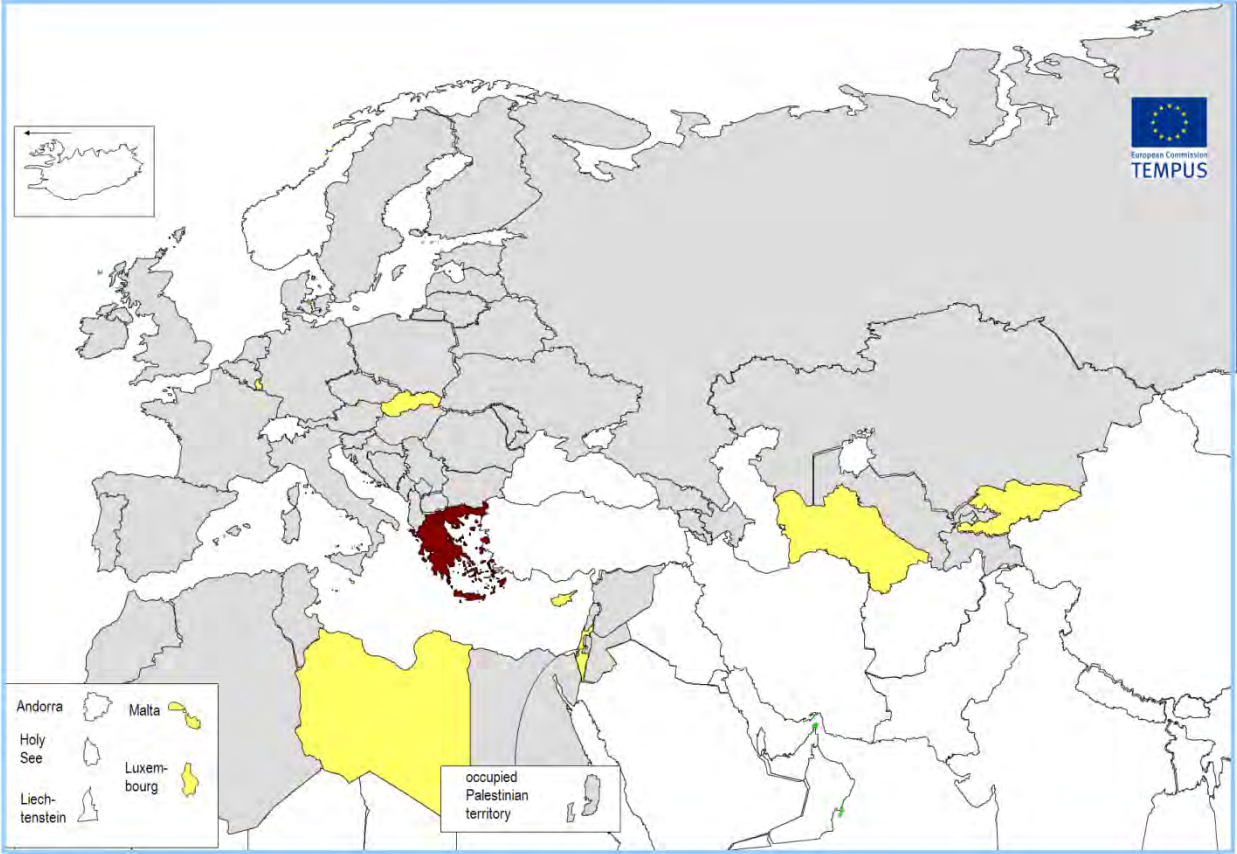 European Commission
TEMPUS
Andorra
Malta
Holy
See
Luxem-
bourg
Liech-
tenstein
occupied
Palestinian
territory